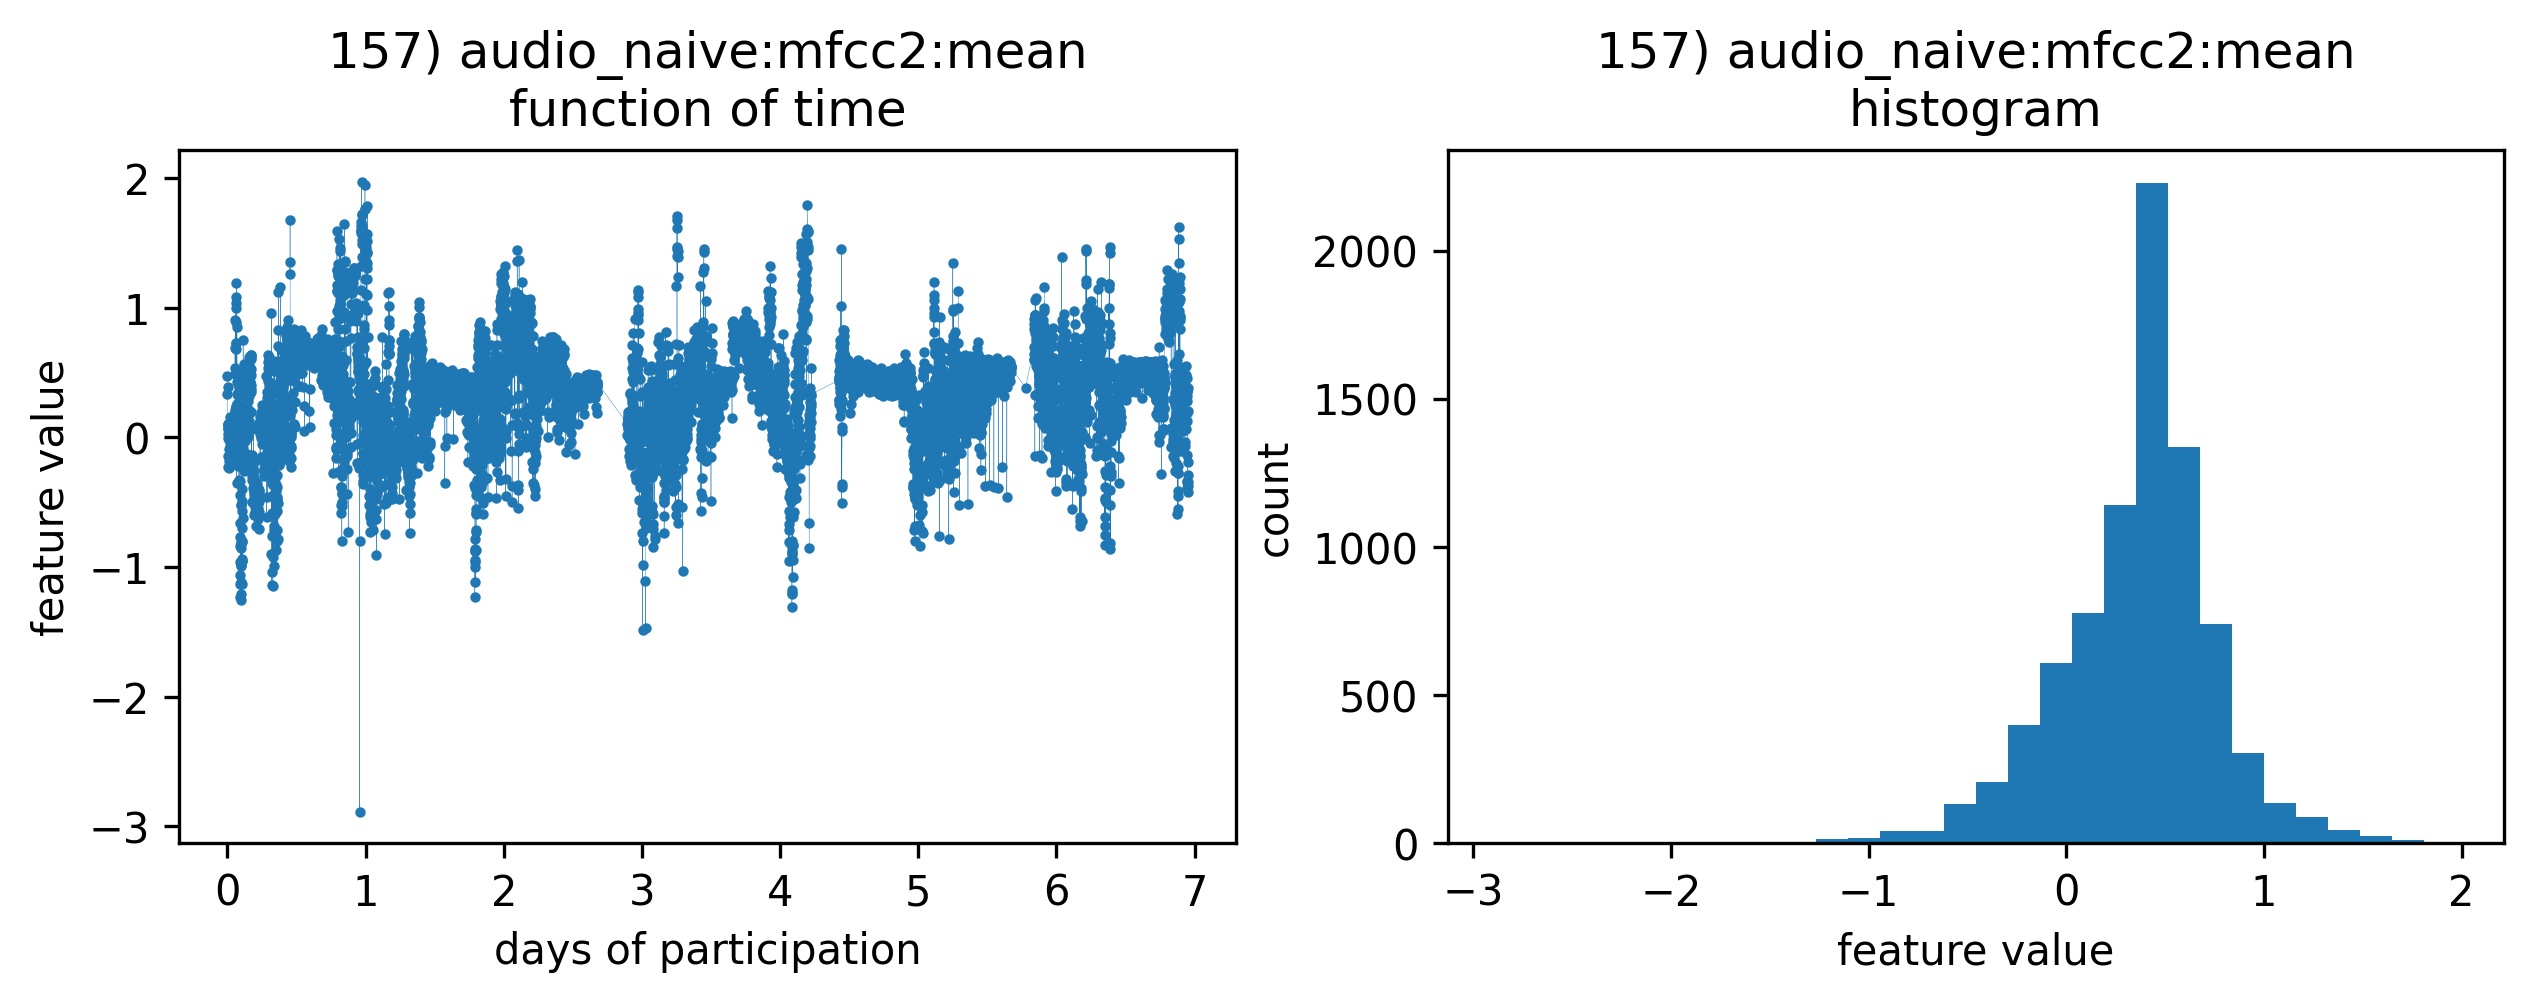 157) audio_naive:mfcc2:mean
function of time
feature value
2
1
0
−1
−2
−3
0 1 2 3 4 5 6 7
days of participation
157) audio_naive:mfcc2:mean
histogram
count
2000
1500
1000
500
0
−3 −2 −1 0 1 2
feature value